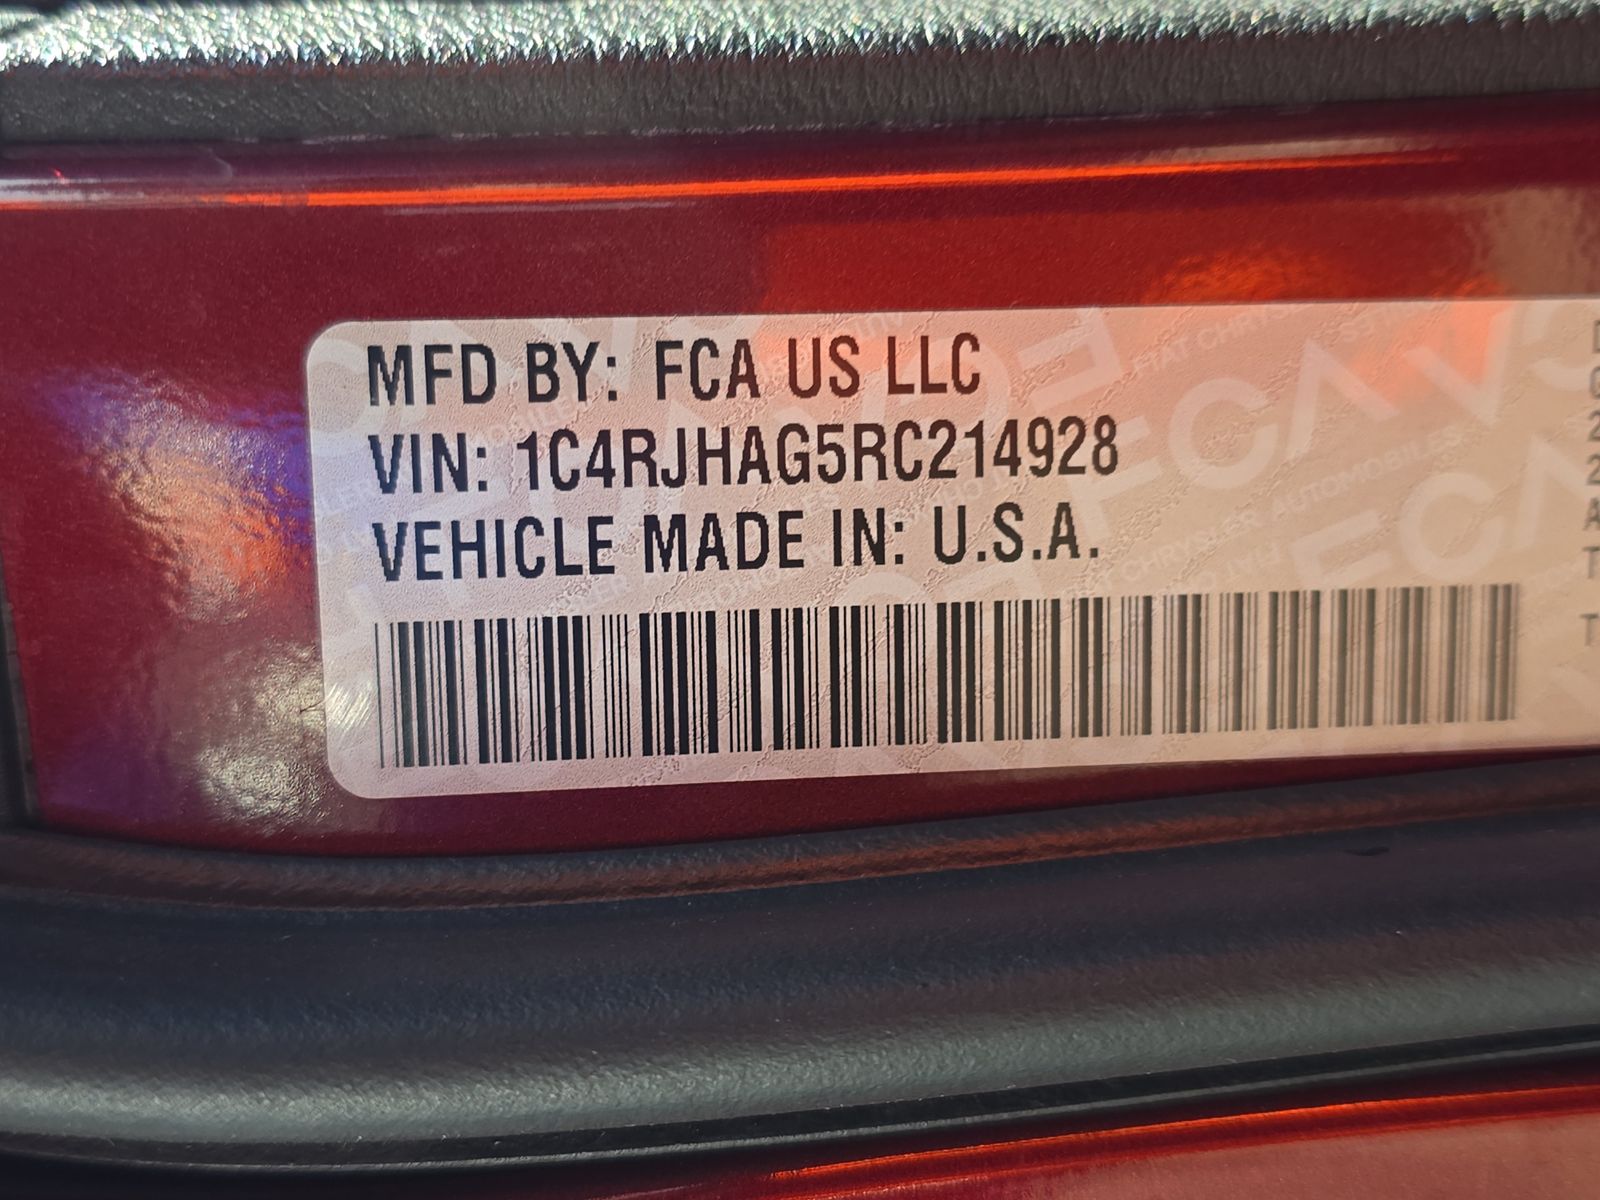 MFD BY: FCA US LLC
VIN: 1C4RJHAG5RC214928
VEHICLE MADE IN: U.S.A.